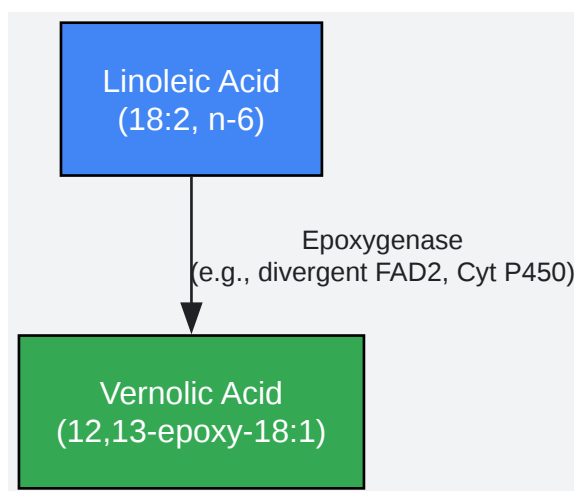 Linoleic Acid
(18:2, n-6)
Epoxygenase
(e.g., divergent FAD2, Cyt P450)
Vernolic Acid
(12,13-epoxy-18:1)